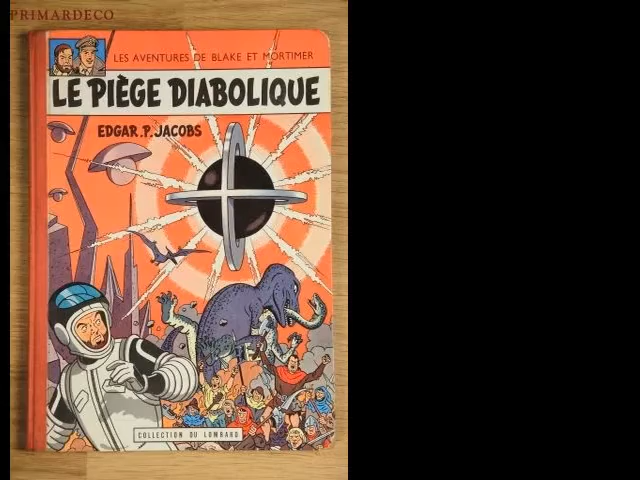 PRIMARDECO
LES AVENTURES DE BLAKE ET MORTIMER
LE PIÈGE DIABOLIQUE
EDGAR.P.JACOBS
COLLECTION DU LOMBARD